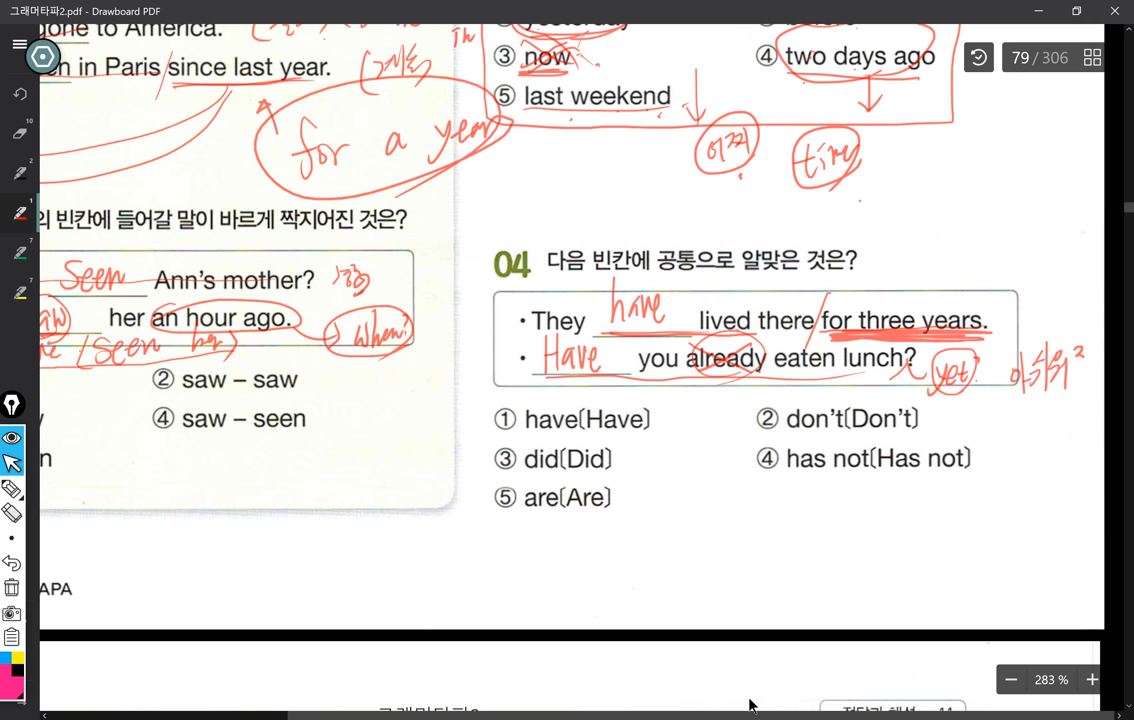 그래머타파2.pdf - Drawboard PDF
gone to America.
in Paris since last year.
for a year
③ now
④ two days ago
⑤ last weekend
어찌
time
79 / 306
의 빈칸에 들어갈 말이 바르게 짝지어진 것은?
Seen Ann's mother?
her an hour ago.
When?
(seen her)
② saw – saw
④ saw – seen
04 다음 빈칸에 공통으로 알맞은 것은?
• They have lived there for three years.
• Have you already eaten lunch?
yet?
① have(Have)
② don't(Don't)
③ did(Did)
④ has not(Has not)
⑤ are(Are)
APA
283 %